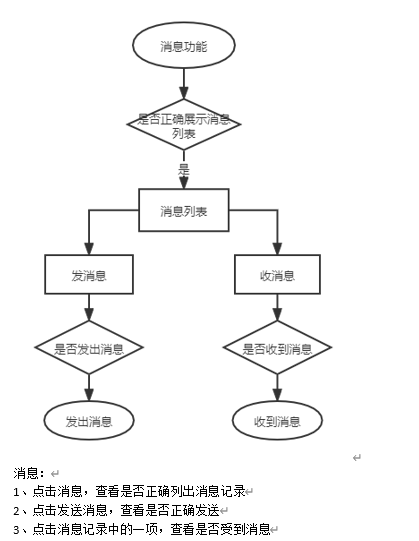 消息功能
是否正确展示消息
列表
是
消息列表
发消息
收消息
是否发出消息
是否收到消息
发出消息
收到消息
消息：
1、点击消息，查看是否正确列出消息记录
2、点击发送消息，查看是否正确发送
3、点击消息记录中的一项，查看是否受到消息